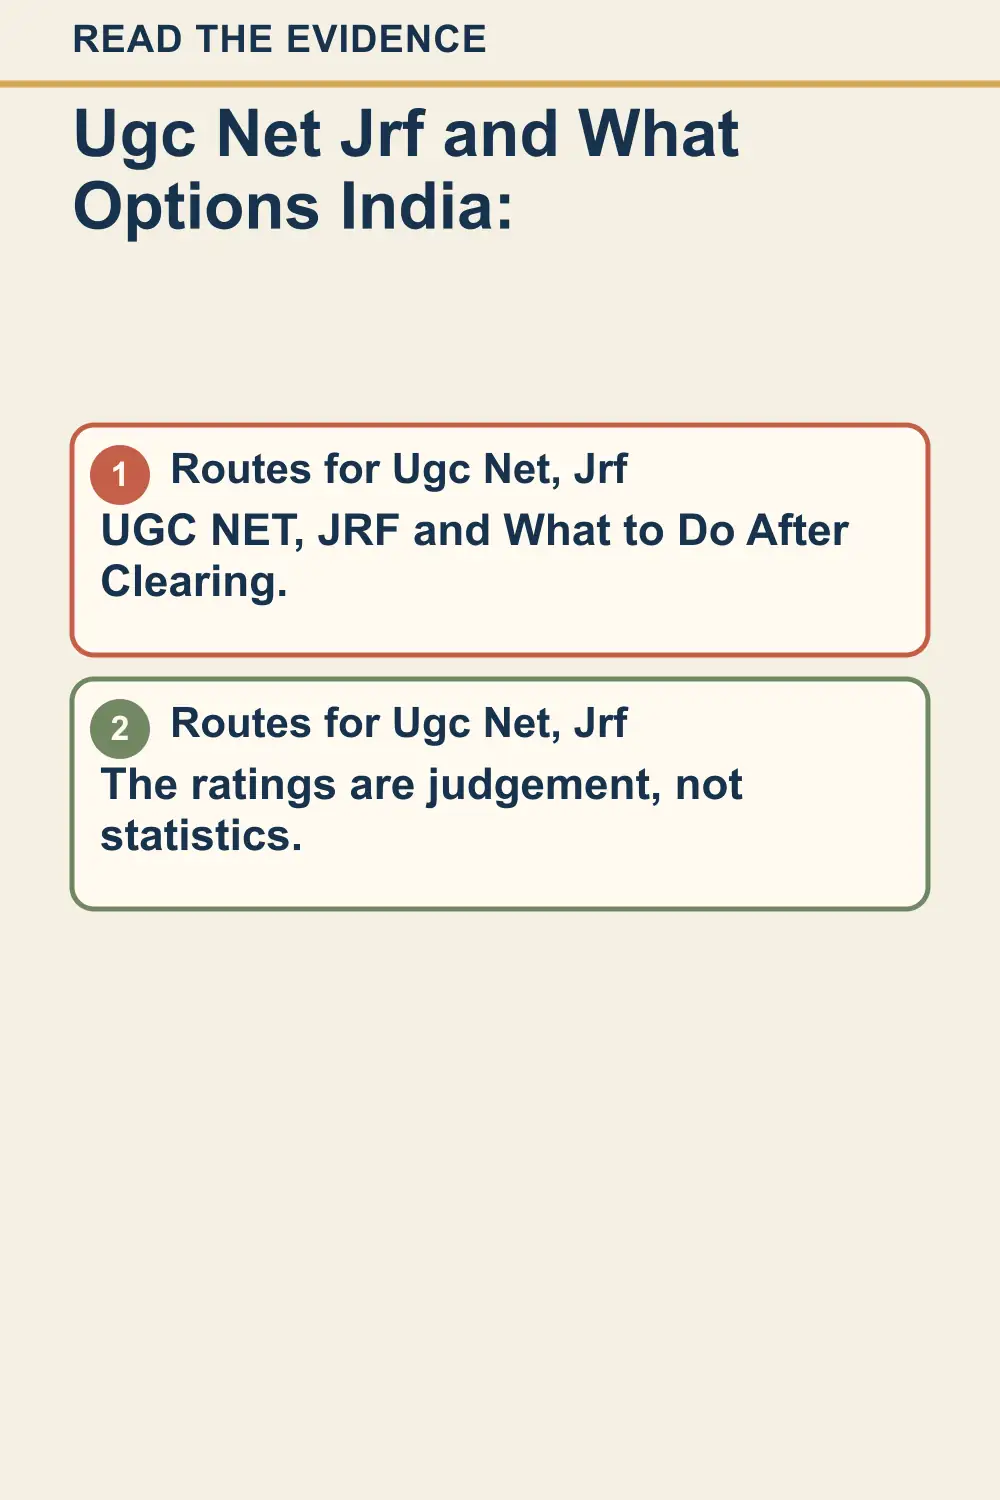 READ THE EVIDENCE
Ugc Net Jrf and What
Options India:
1 Routes for Ugc Net, Jrf
UGC NET, JRF and What to Do After
Clearing.
2 Routes for Ugc Net, Jrf
The ratings are judgement, not
statistics.